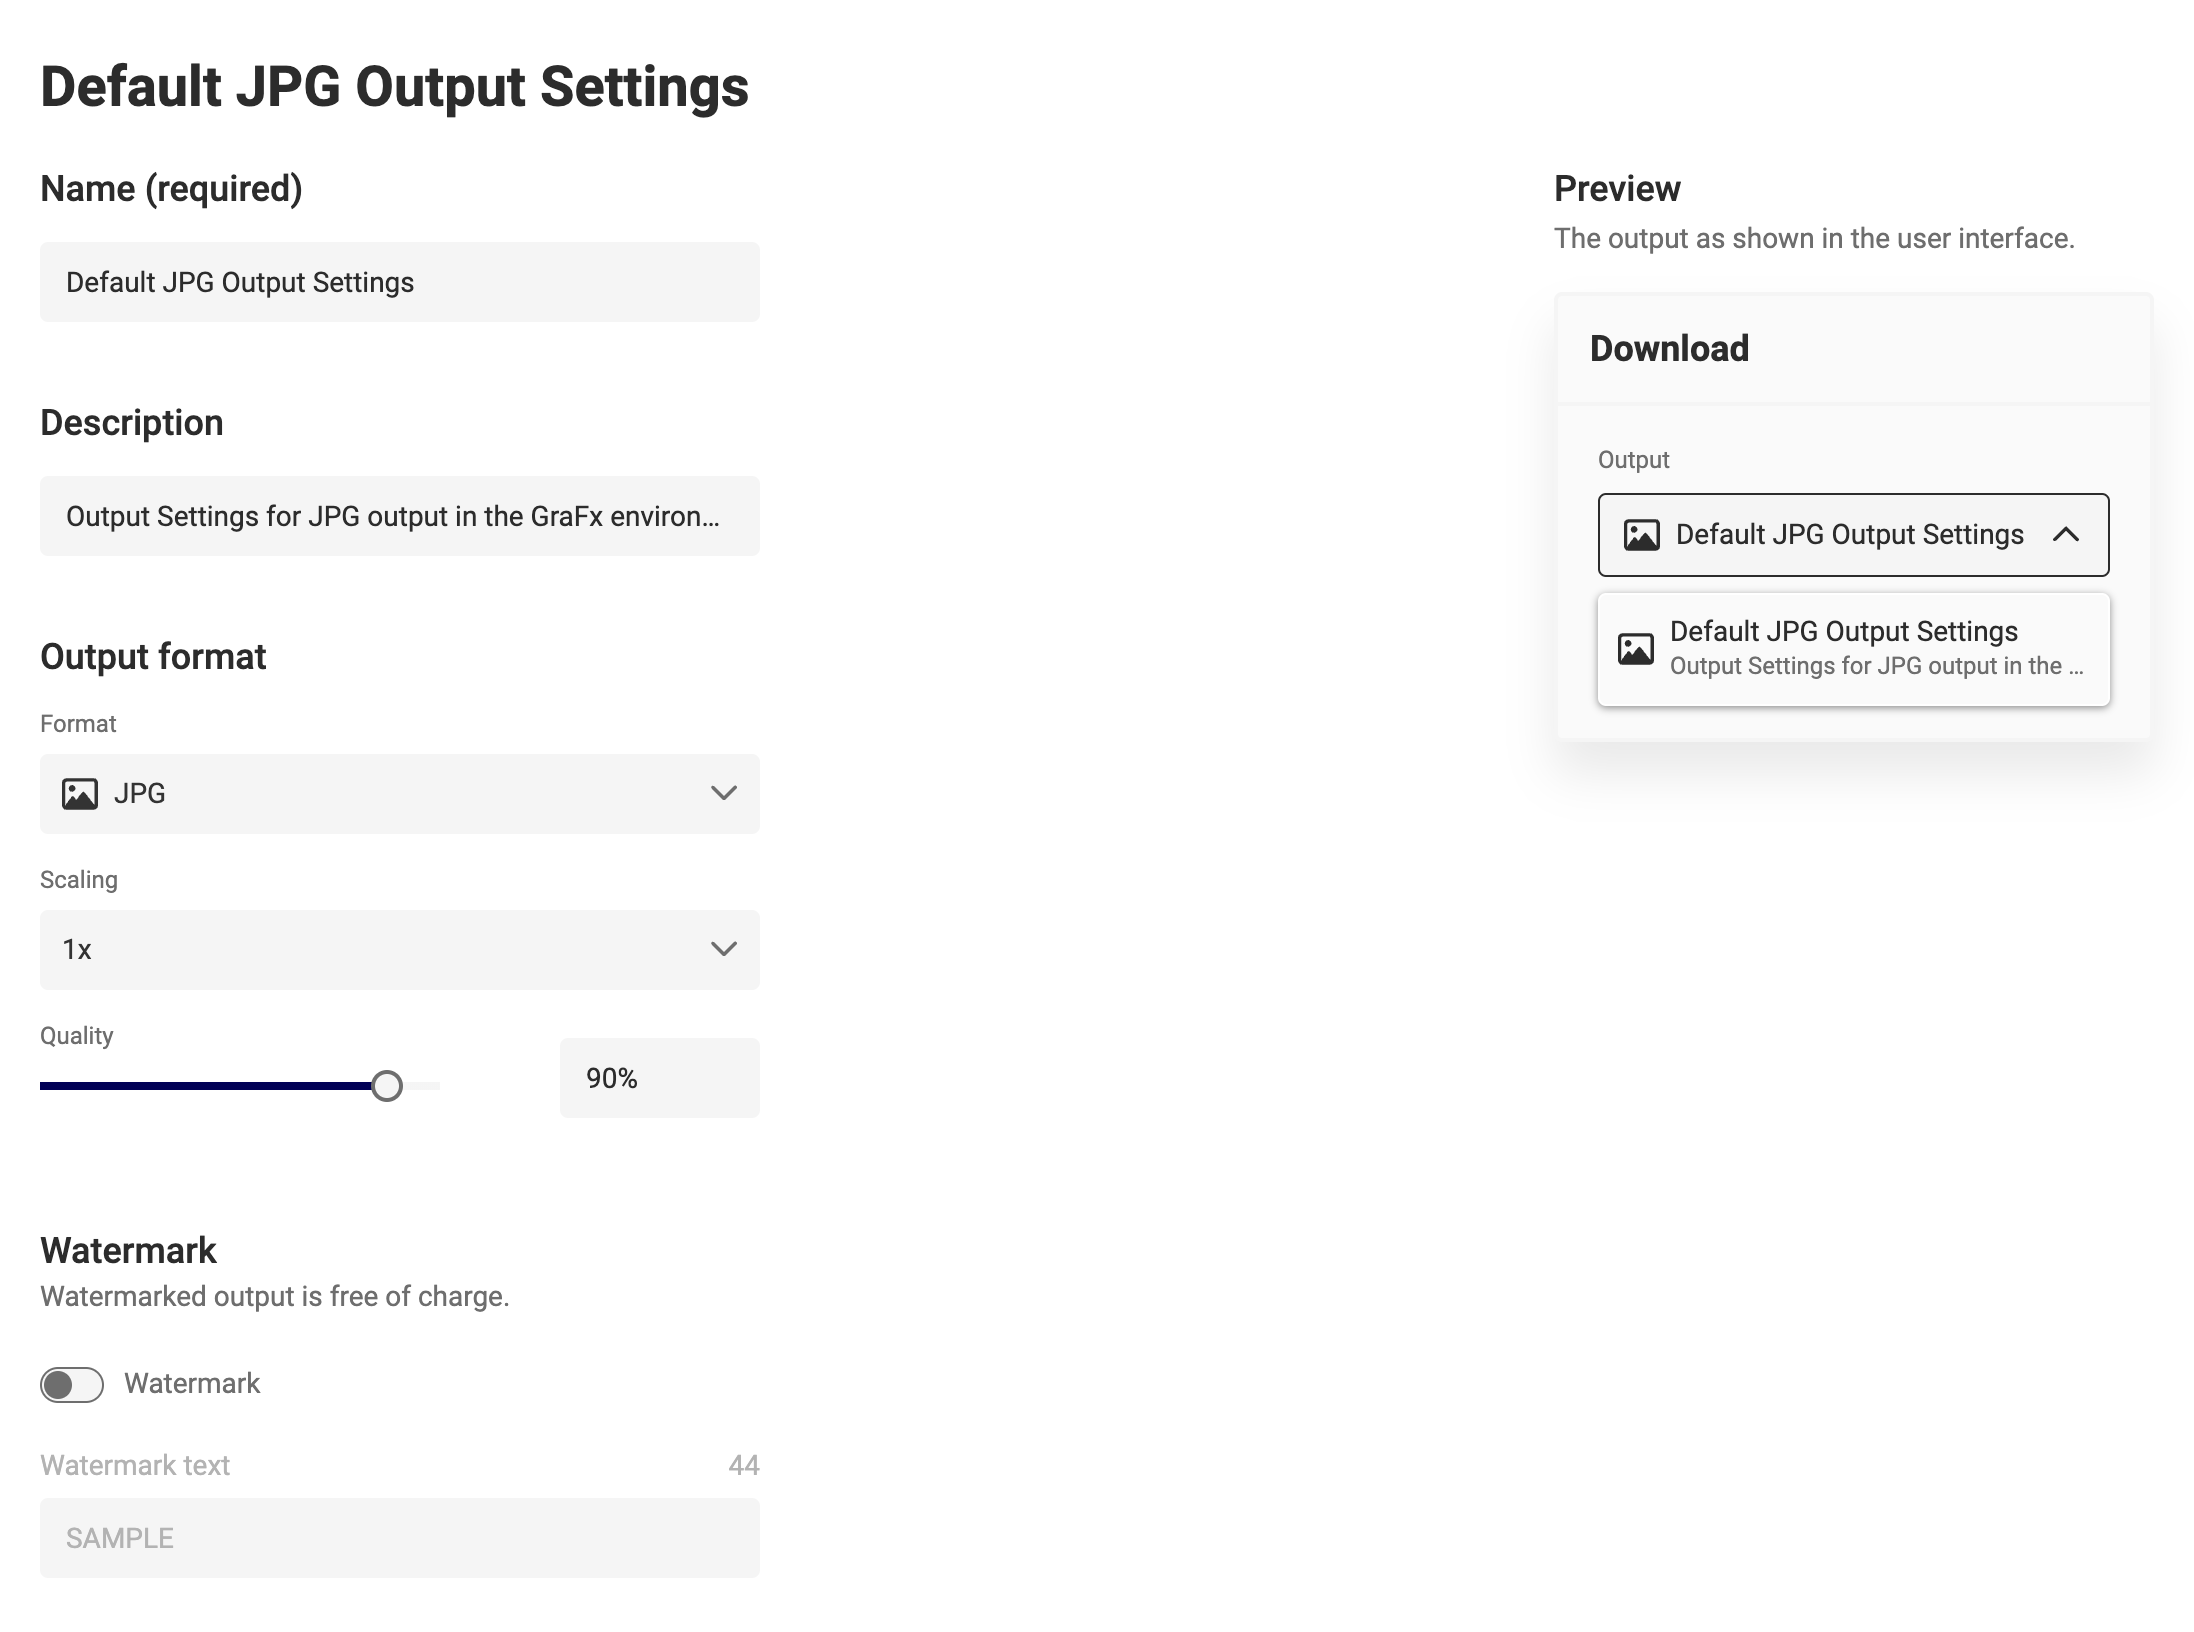 Default JPG Output Settings
Name (required)
Default JPG Output Settings
Description
Output Settings for JPG output in the GraFx environ...
Output format
Format
JPG
Scaling
1x
Quality
90%
Watermark
Watermarked output is free of charge.
Watermark
Watermark text 44
SAMPLE
Preview
The output as shown in the user interface.
Download
Output
Default JPG Output Settings
Default JPG Output Settings
Output Settings for JPG output in the ...